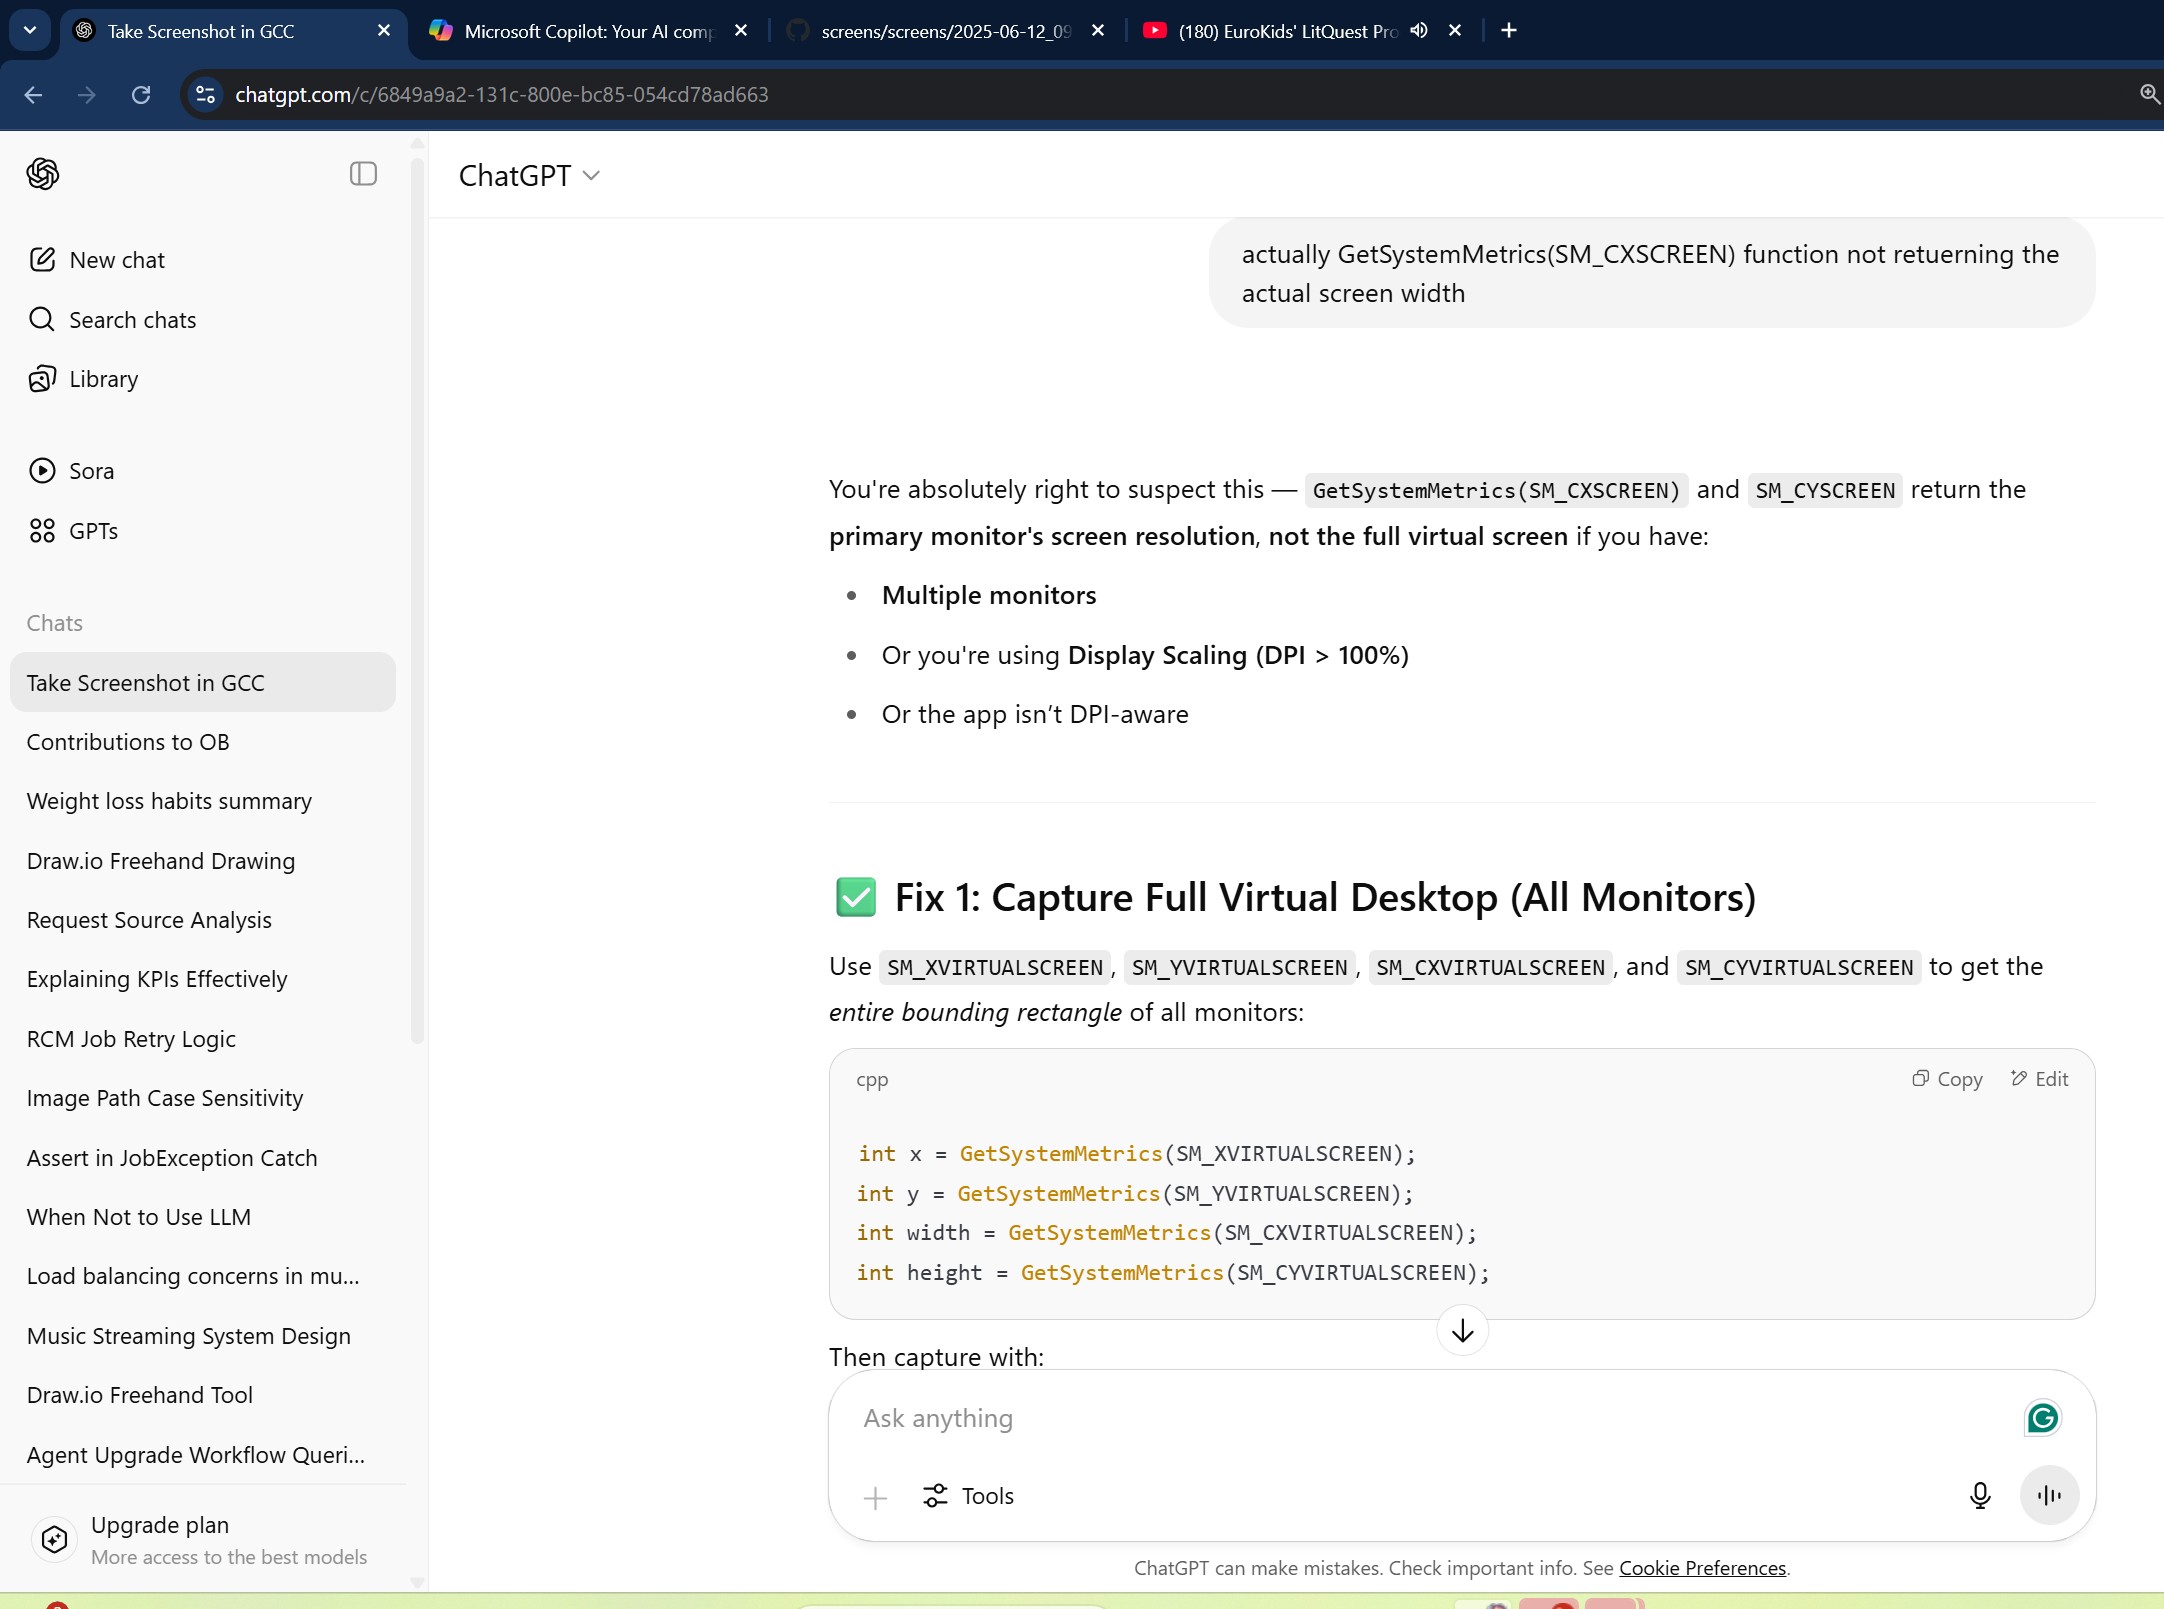 Take Screenshot in GCC
Microsoft Copilot: Your AI comp
screens/screens/2025-06-12_09
(180) EuroKids' LitQuest Pro
chatgpt.com/c/6849a9a2-131c-800e-bc85-054cd78ad663
ChatGPT
New chat
Search chats
Library
Sora
GPTs
Chats
Take Screenshot in GCC
Contributions to OB
Weight loss habits summary
Draw.io Freehand Drawing
Request Source Analysis
Explaining KPIs Effectively
RCM Job Retry Logic
Image Path Case Sensitivity
Assert in JobException Catch
When Not to Use LLM
Load balancing concerns in mu...
Music Streaming System Design
Draw.io Freehand Tool
Agent Upgrade Workflow Queri...
Upgrade plan
More access to the best models
actually GetSystemMetrics(SM_CXSCREEN) function not retuerning the
actual screen width
You're absolutely right to suspect this — GetSystemMetrics(SM_CXSCREEN) and SM_CYSCREEN return the
primary monitor's screen resolution, not the full virtual screen if you have:
• Multiple monitors
• Or you're using Display Scaling (DPI > 100%)
• Or the app isn’t DPI-aware
✅ Fix 1: Capture Full Virtual Desktop (All Monitors)
Use SM_XVIRTUALSCREEN, SM_YVIRTUALSCREEN, SM_CXVIRTUALSCREEN, and SM_CYVIRTUALSCREEN to get the
entire bounding rectangle of all monitors:
cpp
Copy
Edit
int x = GetSystemMetrics(SM_XVIRTUALSCREEN);
int y = GetSystemMetrics(SM_YVIRTUALSCREEN);
int width = GetSystemMetrics(SM_CXVIRTUALSCREEN);
int height = GetSystemMetrics(SM_CYVIRTUALSCREEN);
Then capture with:
Ask anything
Tools
ChatGPT can make mistakes. Check important info. See Cookie Preferences.